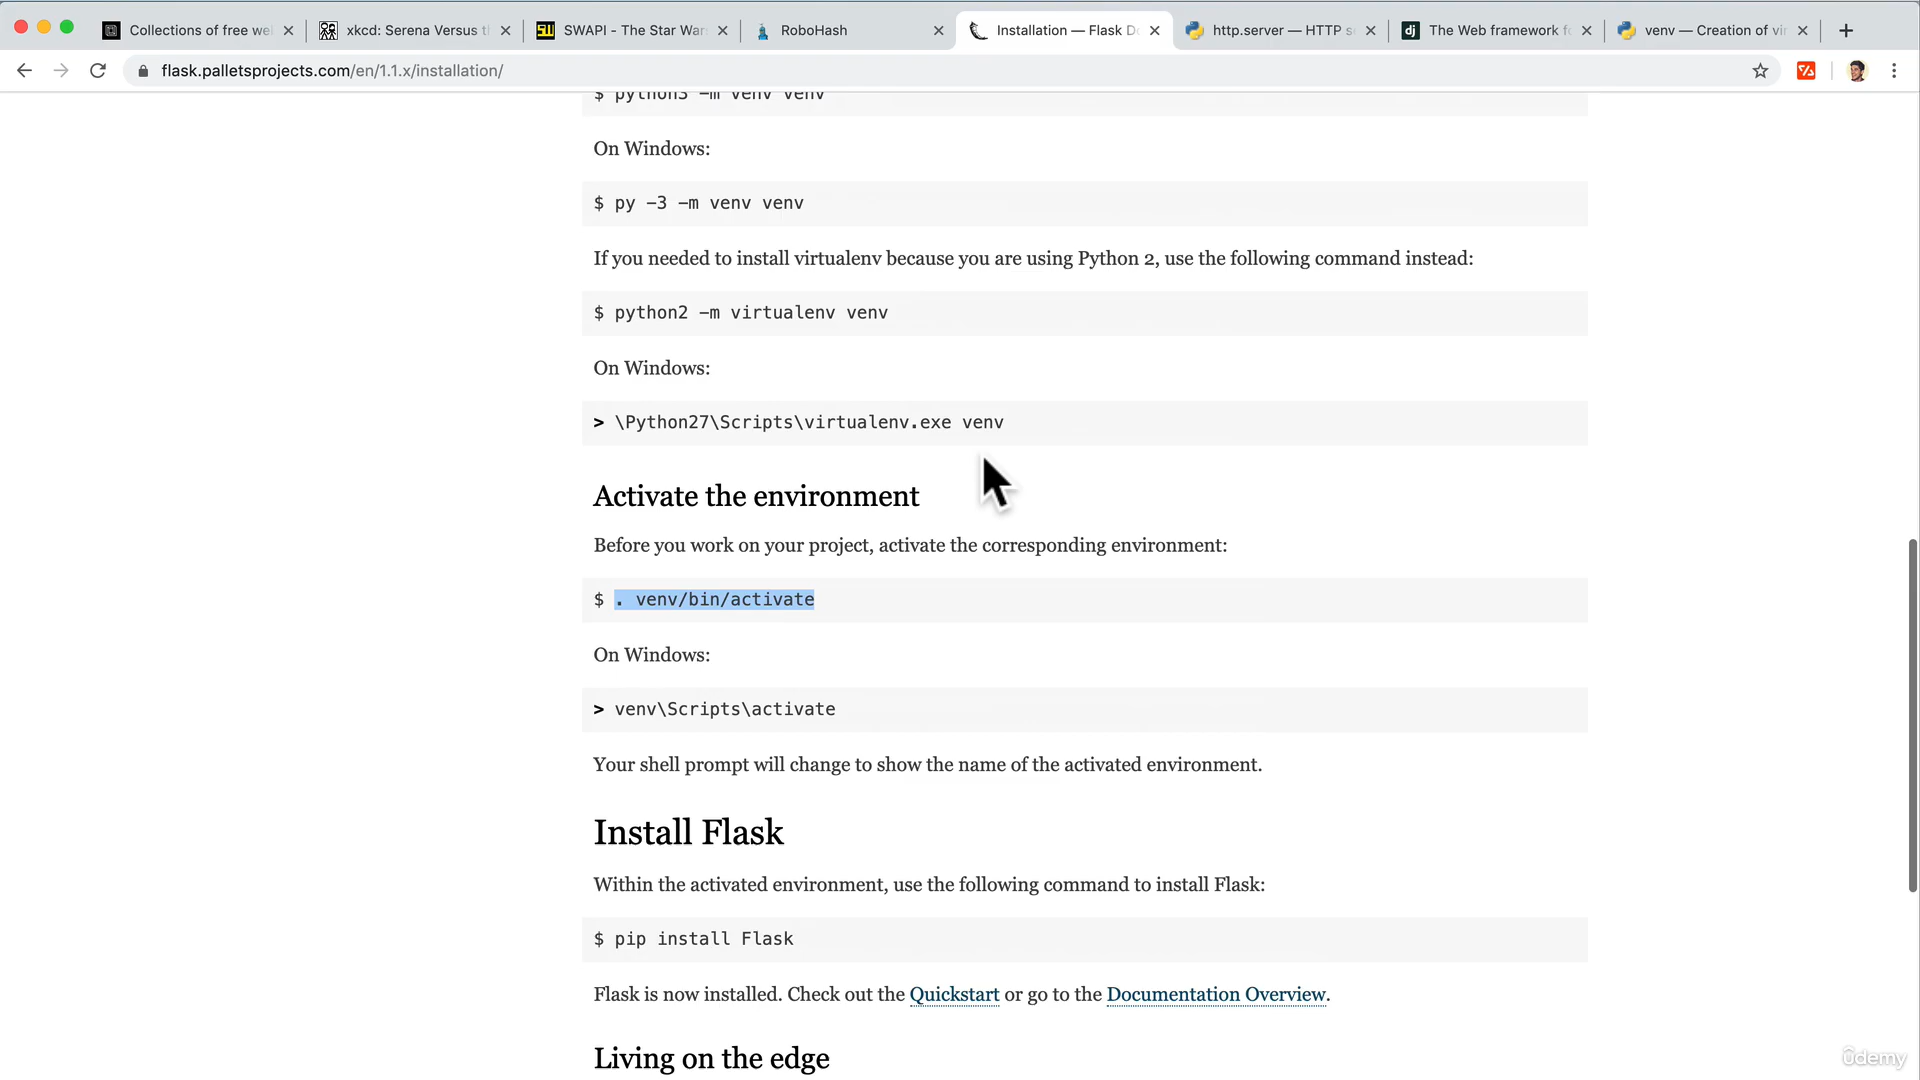 Collections of free we
xkcd: Serena Versus t
SWAPI - The Star War
RoboHash
Installation — Flask D
http.server — HTTP s
The Web framework f
venv — Creation of vi
flask.palletsprojects.com/en/1.1.x/installation/
$ python3 -m venv venv
On Windows:
$ py -3 -m venv venv
If you needed to install virtualenv because you are using Python 2, use the following command instead:
$ python2 -m virtualenv venv
On Windows:
> \Python27\Scripts\virtualenv.exe venv
Activate the environment
Before you work on your project, activate the corresponding environment:
$ . venv/bin/activate
On Windows:
> venv\Scripts\activate
Your shell prompt will change to show the name of the activated environment.
Install Flask
Within the activated environment, use the following command to install Flask:
$ pip install Flask
Flask is now installed. Check out the Quickstart or go to the Documentation Overview.
Living on the edge
ûdemy